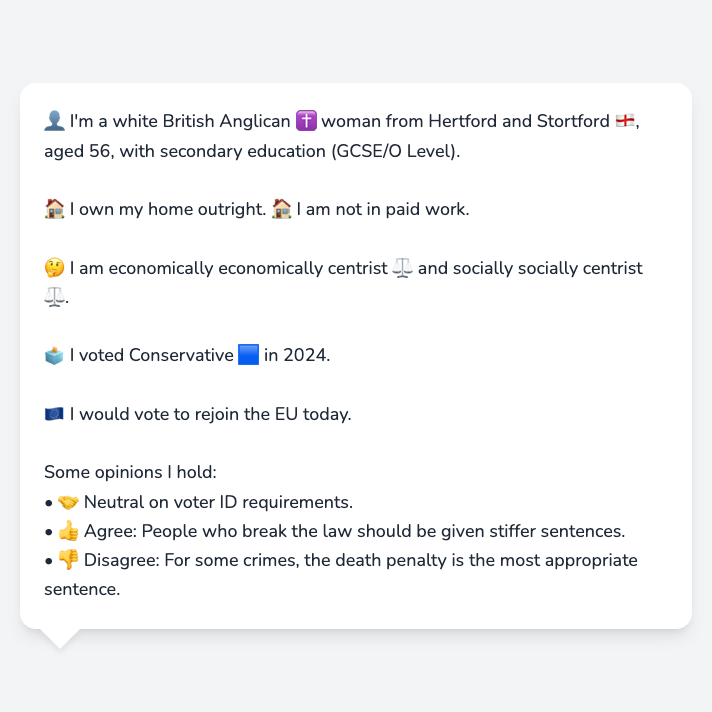 👤 I'm a white British Anglican ✝️ woman from Hertford and Stortford 🏴󠁧󠁢󠁥󠁮󠁧󠁿,
aged 56, with secondary education (GCSE/O Level).
🏠 I own my home outright. 🏠 I am not in paid work.
🤔 I am economically economically centrist ⚖️ and socially socially centrist
⚖️.
🗳️ I voted Conservative 🟦 in 2024.
🇪🇺 I would vote to rejoin the EU today.
Some opinions I hold:
• 🤝 Neutral on voter ID requirements.
• 👍 Agree: People who break the law should be given stiffer sentences.
• 👎 Disagree: For some crimes, the death penalty is the most appropriate
sentence.